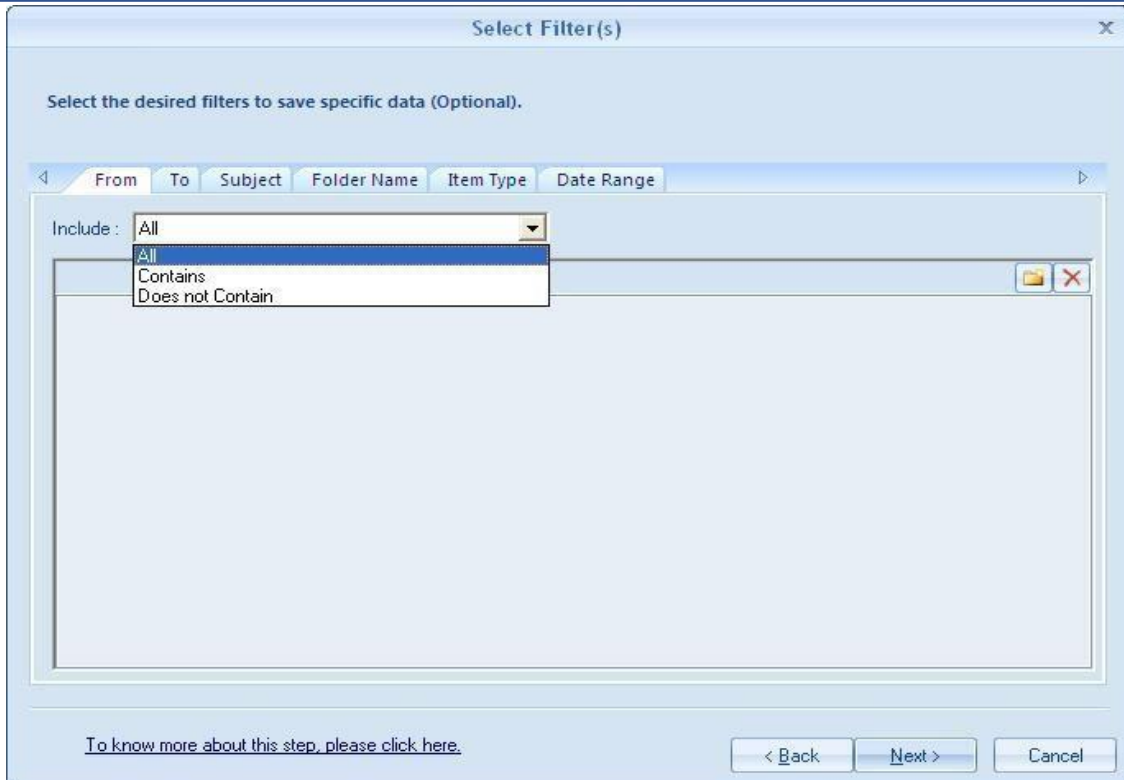 Select Filter(s)
Select the desired filters to save specific data (Optional).
From To Subject Folder Name Item Type Date Range
Include : All
All
Contains
Does not Contain
To know more about this step, please click here.
< Back Next > Cancel